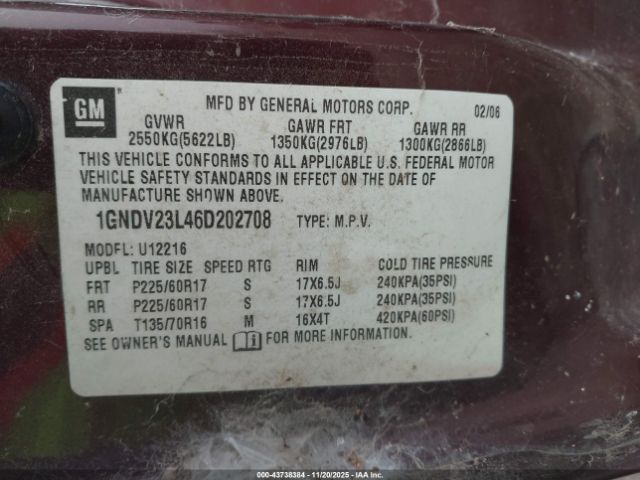 GM
MFD BY GENERAL MOTORS CORP. 02/06
GVWR GAWR FRT GAWR RR
2550KG(5622LB) 1350KG(2976LB) 1300KG(2866LB)
THIS VEHICLE CONFORMS TO ALL APPLICABLE U.S. FEDERAL MOTOR
VEHICLE SAFETY STANDARDS IN EFFECT ON THE DATE OF
MANUFACTURE SHOWN ABOVE.
1GNDV23L46D202708 TYPE: M.P.V.
MODEL: U12216
UPBL TIRE SIZE SPEED RTG RIM COLD TIRE PRESSURE
FRT P225/60R17 S 17X6.5J 240KPA(35PSI)
RR P225/60R17 S 17X6.5J 240KPA(35PSI)
SPA T135/70R16 M 16X4T 420KPA(60PSI)
SEE OWNER'S MANUAL FOR MORE INFORMATION.
000-43738384 - 11/20/2025 - IAAI.COM